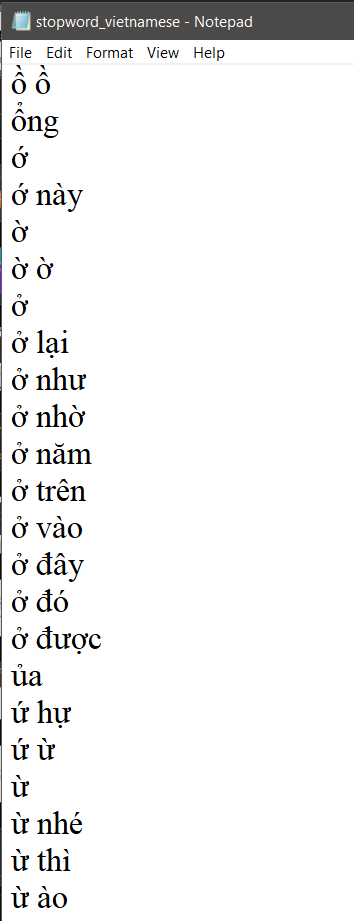 stopword_vietnamese - Notepad
File Edit Format View Help
ồ ồ
ổng
ớ
ớ này
ờ
ờ ờ
ở
ở lại
ở như
ở nhờ
ở năm
ở trên
ở vào
ở đây
ở đó
ở được
ủa
ứ hự
ứ ừ
ừ
ừ nhé
ừ thì
ừ ào